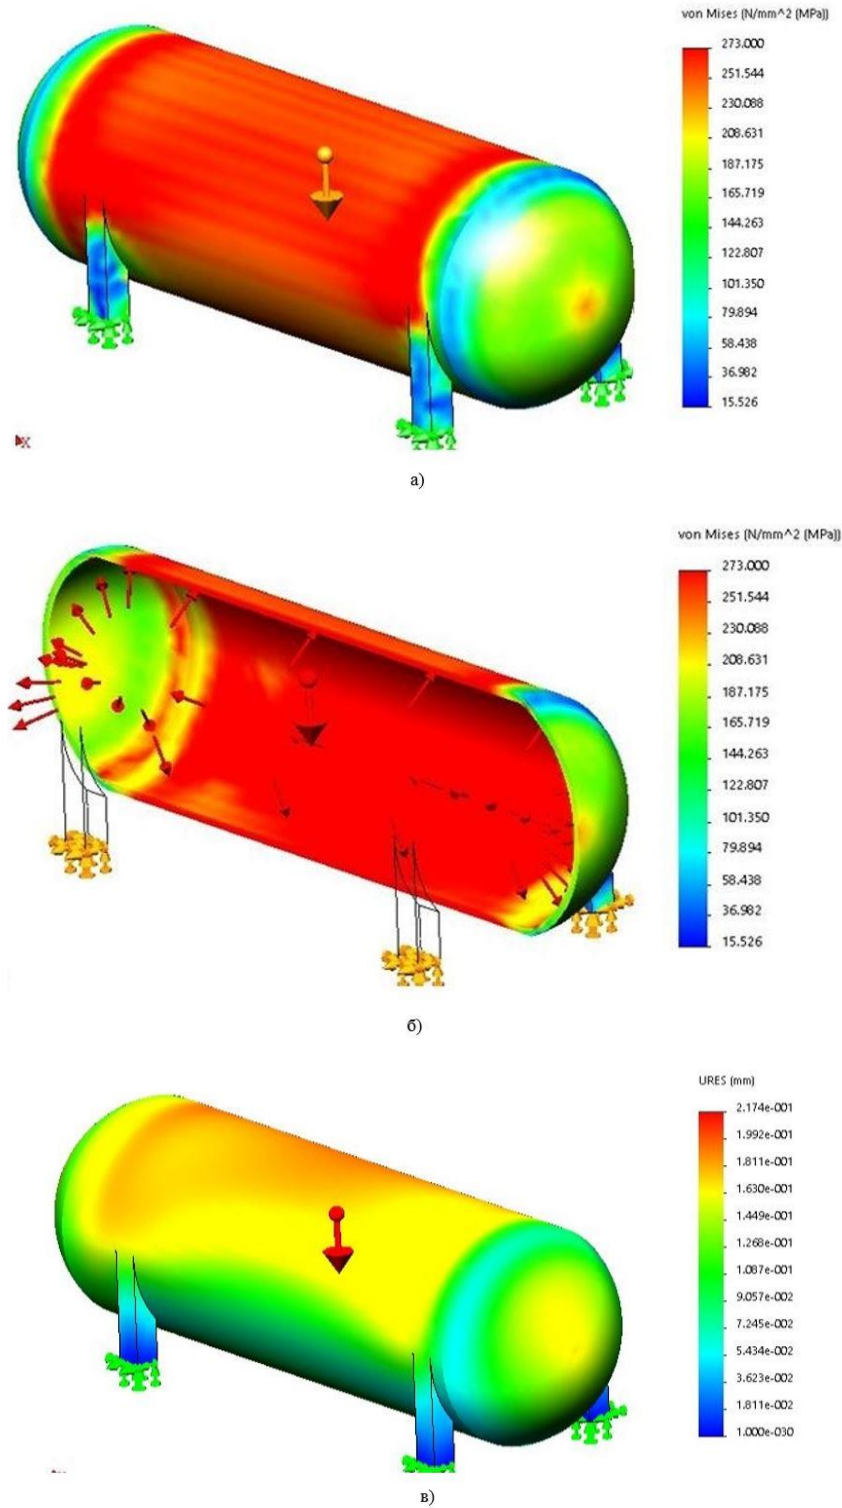 von Mises (N/mm^2 (MPa))
273.000
251.544
230.088
208.631
187.175
165.719
144.263
122.807
101.350
79.894
58.438
36.982
15.526
X
а)
von Mises (N/mm^2 (MPa))
273.000
251.544
230.088
208.631
187.175
165.719
144.263
122.807
101.350
79.894
58.438
36.982
15.526
б)
URES (mm)
2.174e-001
1.992e-001
1.811e-001
1.630e-001
1.449e-001
1.268e-001
1.087e-001
9.057e-002
7.245e-002
5.434e-002
3.623e-002
1.811e-002
1.000e-030
в)